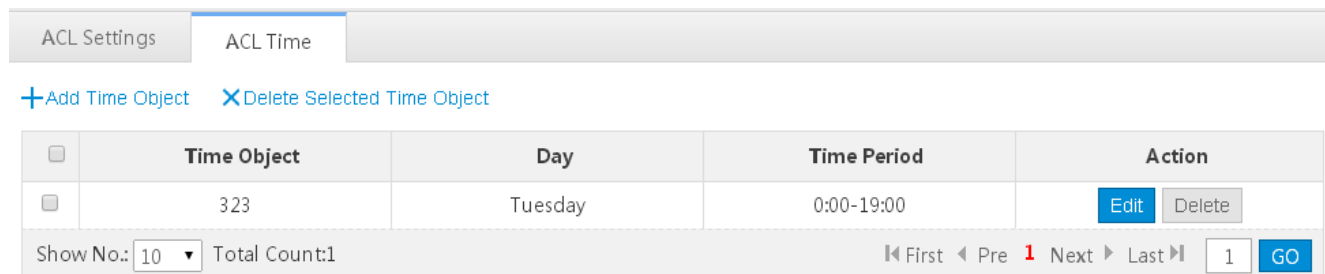 ACL Settings ACL Time
Add Time Object Delete Selected Time Object
Time Object Day Time Period Action
323 Tuesday 0:00-19:00 Edit Delete
Show No.: 10 Total Count:1 First Pre 1 Next Last 1 GO